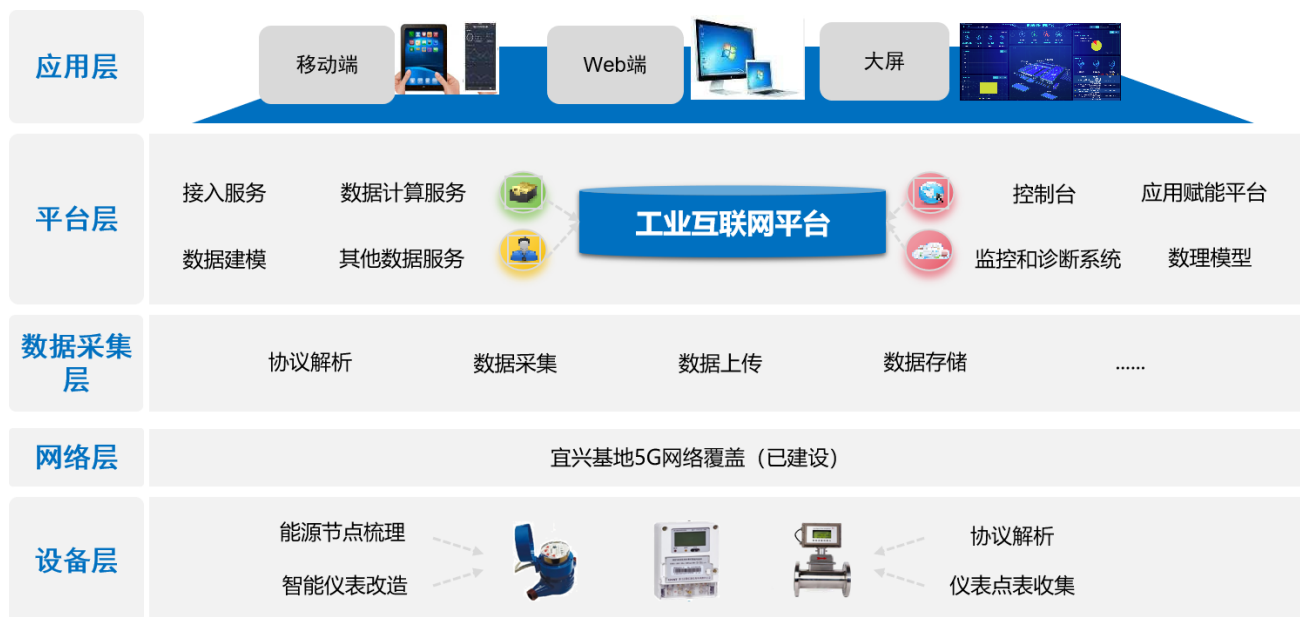 应用层
移动端
Web端
大屏
平台层
接入服务
数据计算服务
数据建模
其他数据服务
工业互联网平台
控制台
应用赋能平台
监控和诊断系统
数理模型
数据采集
层
协议解析
数据采集
数据上传
数据存储
......
网络层
宜兴基地5G网络覆盖（已建设）
设备层
能源节点梳理
智能仪表改造
协议解析
仪表点表收集